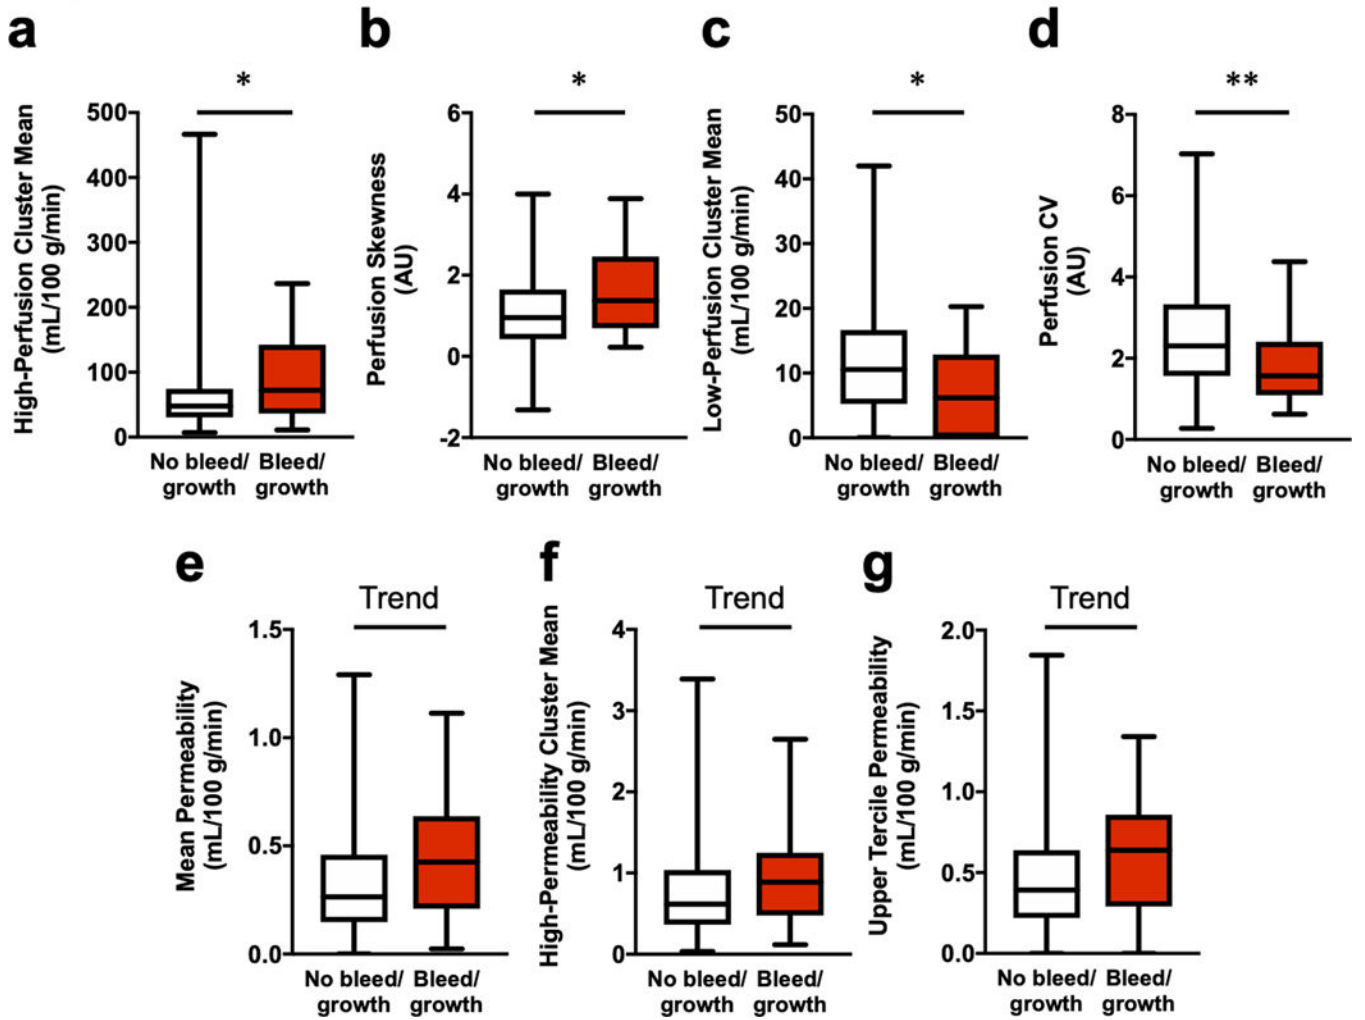 a
High-Perfusion Cluster Mean
(mL/100 g/min)
*
500
400
300
200
100
0
No bleed/
growth
Bleed/
growth
b
Perfusion Skewness
(AU)
*
6
4
2
0
-2
No bleed/
growth
Bleed/
growth
c
Low-Perfusion Cluster Mean
(mL/100 g/min)
*
50
40
30
20
10
0
No bleed/
growth
Bleed/
growth
d
Perfusion CV
(AU)
**
8
6
4
2
0
No bleed/
growth
Bleed/
growth
e
Mean Permeability
(mL/100 g/min)
Trend
1.5
1.0
0.5
0.0
No bleed/
growth
Bleed/
growth
f
High-Permeability Cluster Mean
(mL/100 g/min)
Trend
4
3
2
1
0
No bleed/
growth
Bleed/
growth
g
Upper Tercile Permeability
(mL/100 g/min)
Trend
2.0
1.5
1.0
0.5
0.0
No bleed/
growth
Bleed/
growth